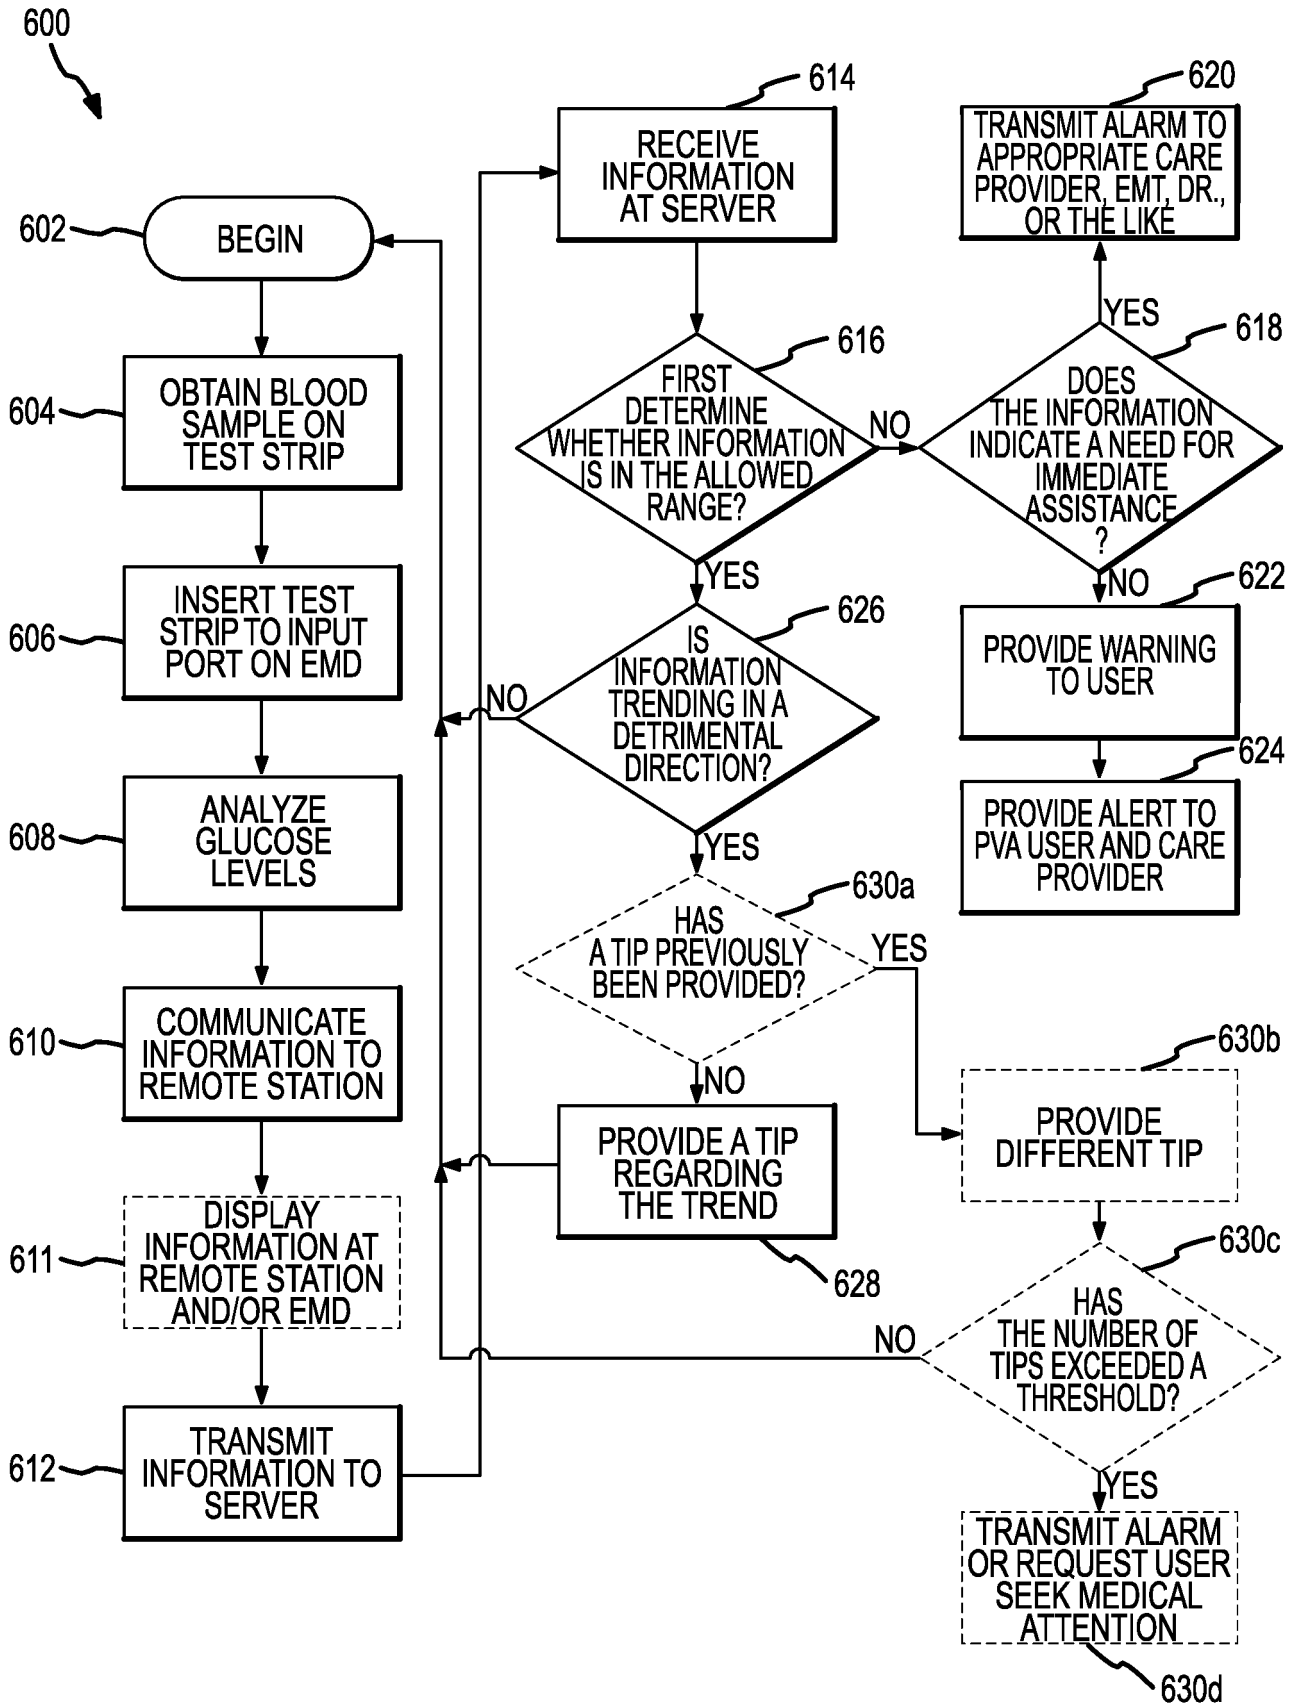 600
602
BEGIN
604
OBTAIN BLOOD
SAMPLE ON
TEST STRIP
606
INSERT TEST
STRIP TO INPUT
PORT ON EMD
608
ANALYZE
GLUCOSE
LEVELS
610
COMMUNICATE
INFORMATION TO
REMOTE STATION
611
DISPLAY
INFORMATION AT
REMOTE STATION
AND/OR EMD
612
TRANSMIT
INFORMATION TO
SERVER
614
RECEIVE
INFORMATION
AT SERVER
616
FIRST
DETERMINE
WHETHER INFORMATION
IS IN THE ALLOWED
RANGE?
NO
YES
618
DOES
THE INFORMATION
INDICATE A NEED FOR
IMMEDIATE
ASSISTANCE
?
YES
NO
620
TRANSMIT ALARM TO
APPROPRIATE CARE
PROVIDER, EMT, DR.,
OR THE LIKE
622
PROVIDE WARNING
TO USER
624
PROVIDE ALERT TO
PVA USER AND CARE
PROVIDER
626
IS
INFORMATION
TRENDING IN A
DETRIMENTAL
DIRECTION?
NO
YES
630a
HAS
A TIP PREVIOUSLY
BEEN PROVIDED?
YES
NO
628
PROVIDE A TIP
REGARDING
THE TREND
630b
PROVIDE
DIFFERENT TIP
630c
HAS
THE NUMBER OF
TIPS EXCEEDED A
THRESHOLD?
NO
YES
TRANSMIT ALARM
OR REQUEST USER
SEEK MEDICAL
ATTENTION
630d